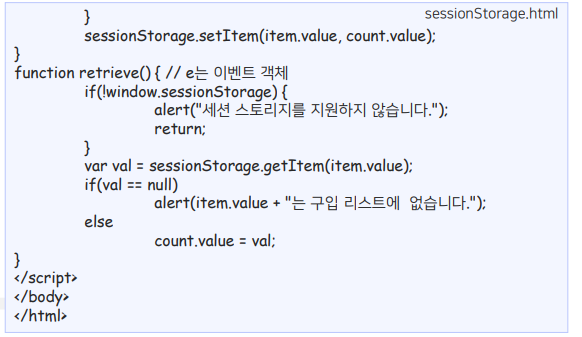 sessionStorage.html
}
sessionStorage.setItem(item.value, count.value);
}
function retrieve() { // e는 이벤트 객체
if(!window.sessionStorage) {
alert("세션 스토리지를 지원하지 않습니다.");
return;
}
var val = sessionStorage.getItem(item.value);
if(val == null)
alert(item.value + "는 구입 리스트에  없습니다.");
else
count.value = val;
}
</script>
</body>
</html>